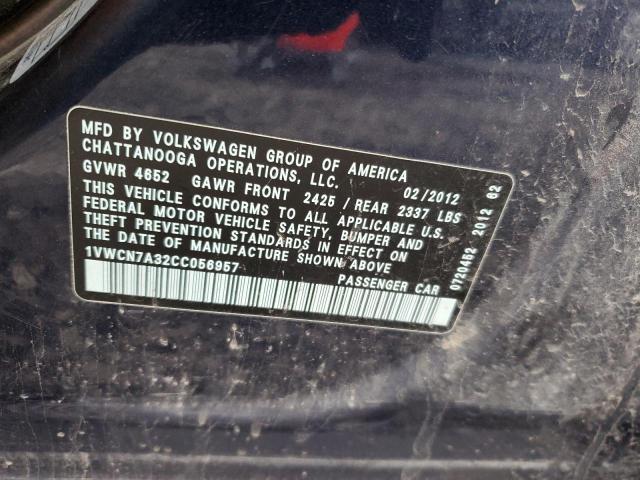 MFD BY VOLKSWAGEN GROUP OF AMERICA
CHATTANOOGA OPERATIONS, LLC. 02/2012
GVWR 4652 GAWR FRONT 2425 / REAR 2337 LBS
THIS VEHICLE CONFORMS TO ALL APPLICABLE U.S.
FEDERAL MOTOR VEHICLE SAFETY, BUMPER AND
THEFT PREVENTION STANDARDS IN EFFECT ON
THE DATE OF MANUFACTURE SHOWN ABOVE
1VWCN7A32CC056957 PASSENGER CAR
0720452 2012 02